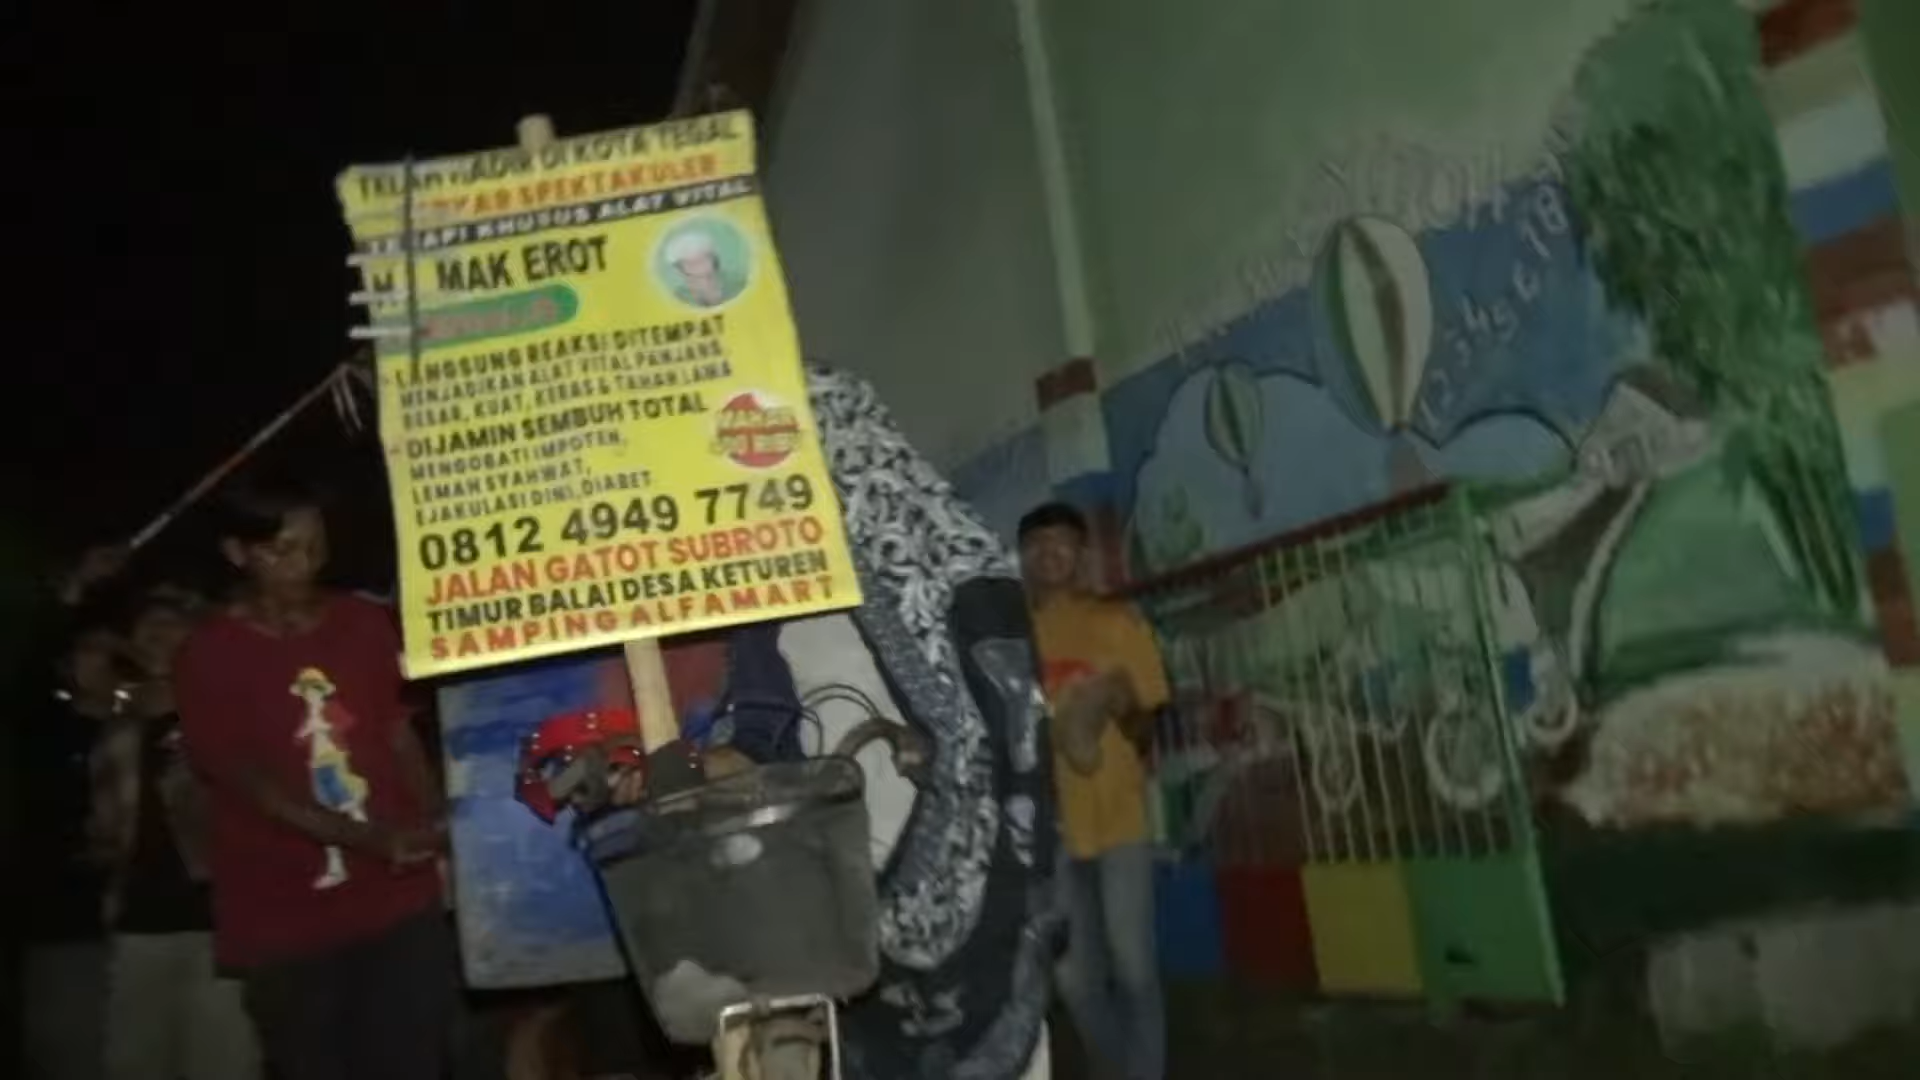 TELAH HADIR DI KOTA TEGAL
PAKAR SPEKTAKULER
TERAPI KHUSUS ALAT VITAL
MAK EROT
- LANGSUNG REAKSI DITEMPAT
MENJADIKAN ALAT VITAL PANJANG,
BESAR, KUAT, KERAS & TAHAN LAMA
- DIJAMIN SEMBUH TOTAL
MENGOBATI IMPOTEN,
LEMAH SYAHWAT,
EJAKULASI DINI, DIABET
0812 4949 7749
JALAN GATOT SUBROTO
TIMUR BALAI DESA KETUREN
SAMPING ALFAMART